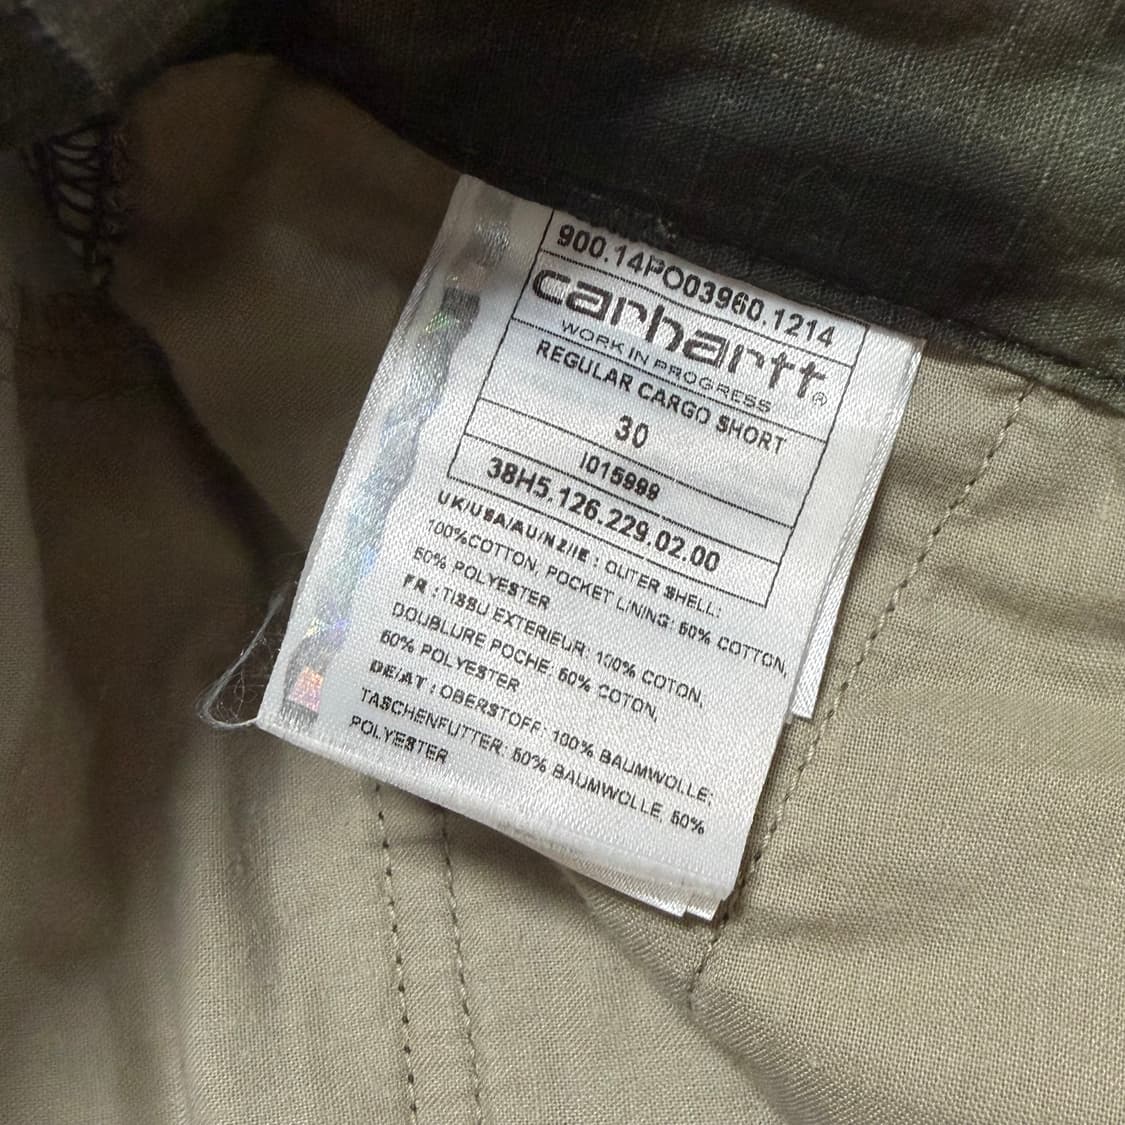 900.14PO03960.1214
carhartt®
WORK IN PROGRESS
REGULAR CARGO SHORT
30
I015999
38H5.126.229.02.00
UK/USA/AU/NZ/IE : OUTER SHELL:
100%COTTON, POCKET LINING: 50% COTTON,
50% POLYESTER
FR : TISSU EXTERIEUR: 100% COTON,
DOUBLURE POCHE: 50% COTON,
50% POLYESTER
DE/AT : OBERSTOFF: 100% BAUMWOLLE;
TASCHENFUTTER: 50% BAUMWOLLE, 50%
POLYESTER